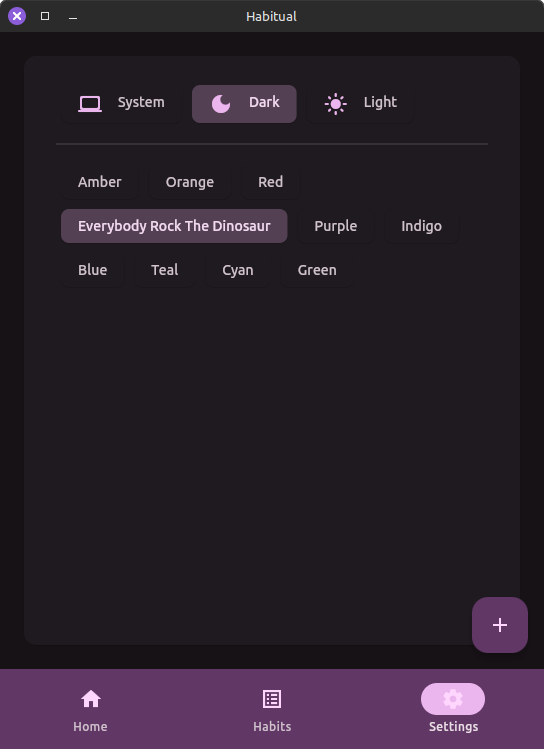 Habitual
System Dark Light
Amber Orange Red
Everybody Rock The Dinosaur Purple Indigo
Blue Teal Cyan Green
Home Habits Settings